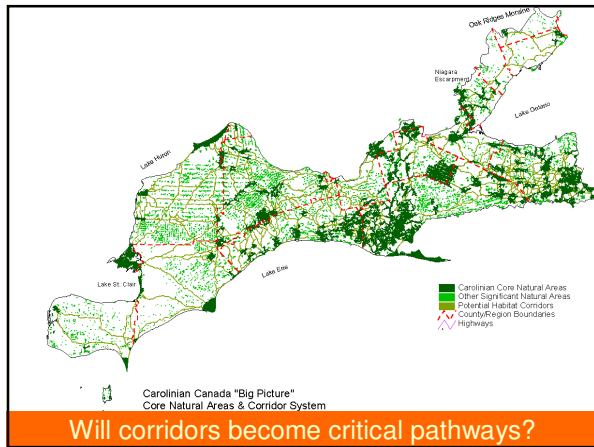 Oak Ridges Moraine
Niagara
Escarpment
Lake Ontario
Lake Huron
Lake St. Clair
Lake Erie
Carolinian Core Natural Areas
Other Significant Natural Areas
Potential Habitat Corridors
County/Region Boundaries
Highways
Carolinian Canada "Big Picture"
Core Natural Areas & Corridor System
Will corridors become critical pathways?